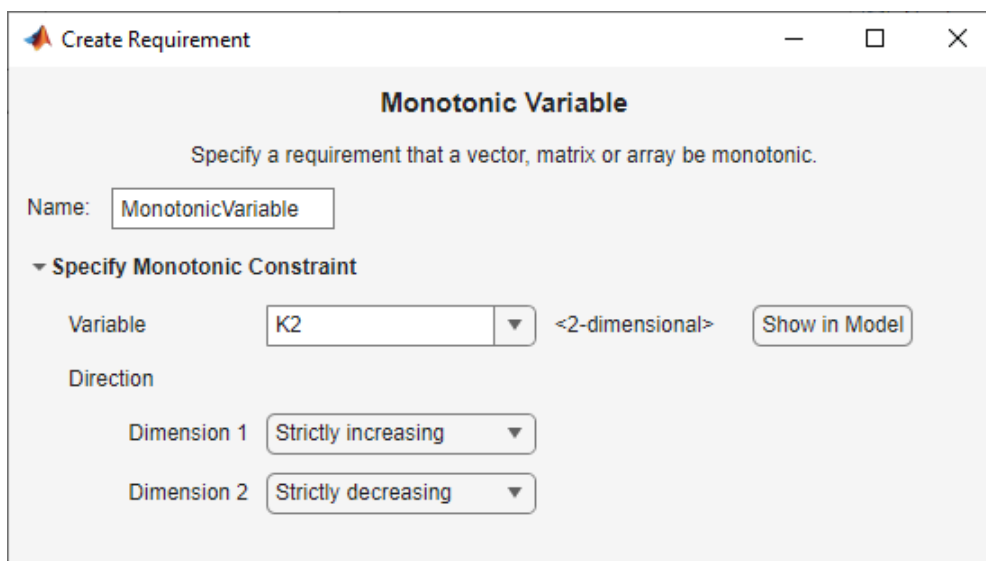 Create Requirement
Monotonic Variable
Specify a requirement that a vector, matrix or array be monotonic.
Name: MonotonicVariable
Specify Monotonic Constraint
Variable K2 <2-dimensional> Show in Model
Direction
Dimension 1 Strictly increasing
Dimension 2 Strictly decreasing